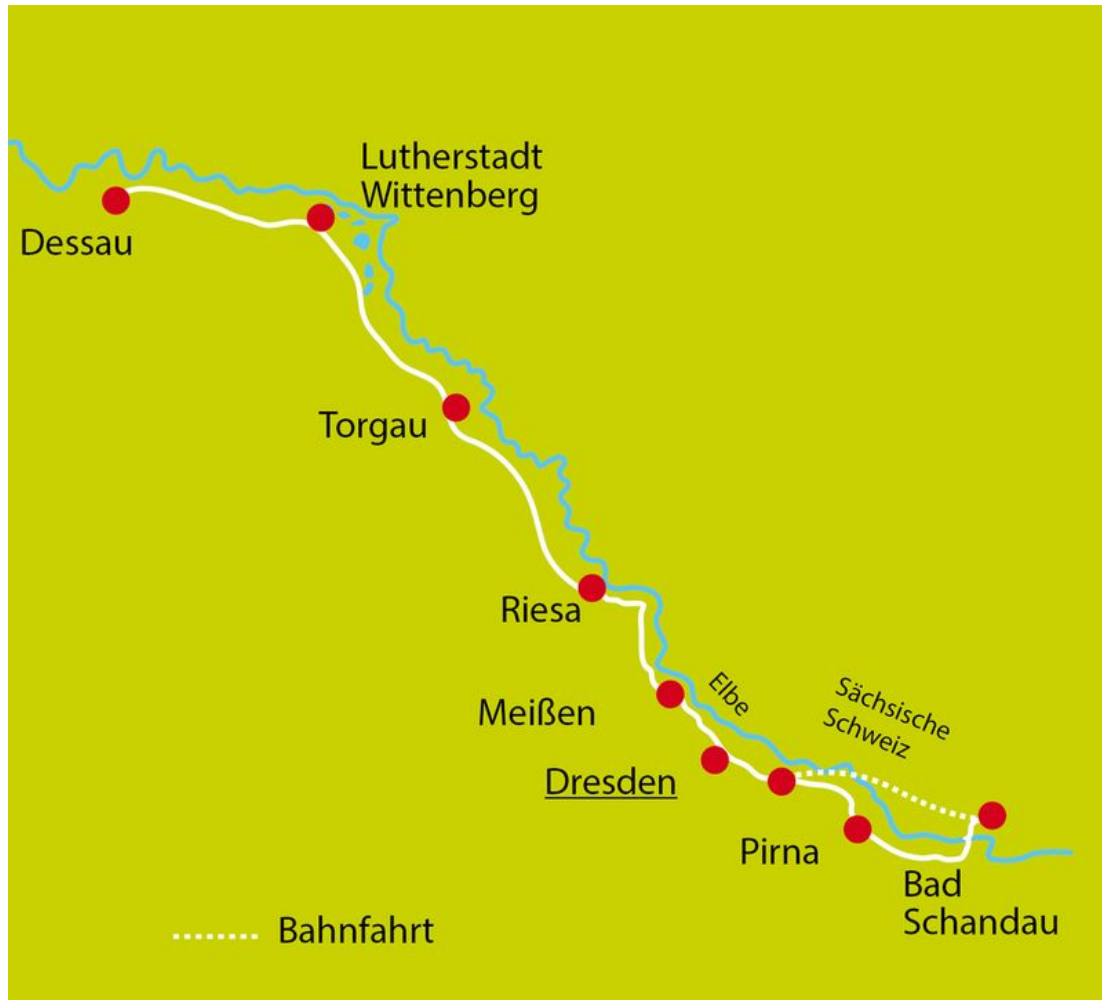 Lutherstadt
Wittenberg
Dessau
Torgau
Riesa
Meißen
Elbe
Sächsische
Schweiz
Dresden
Pirna
Bad
Schandau
Bahnfahrt